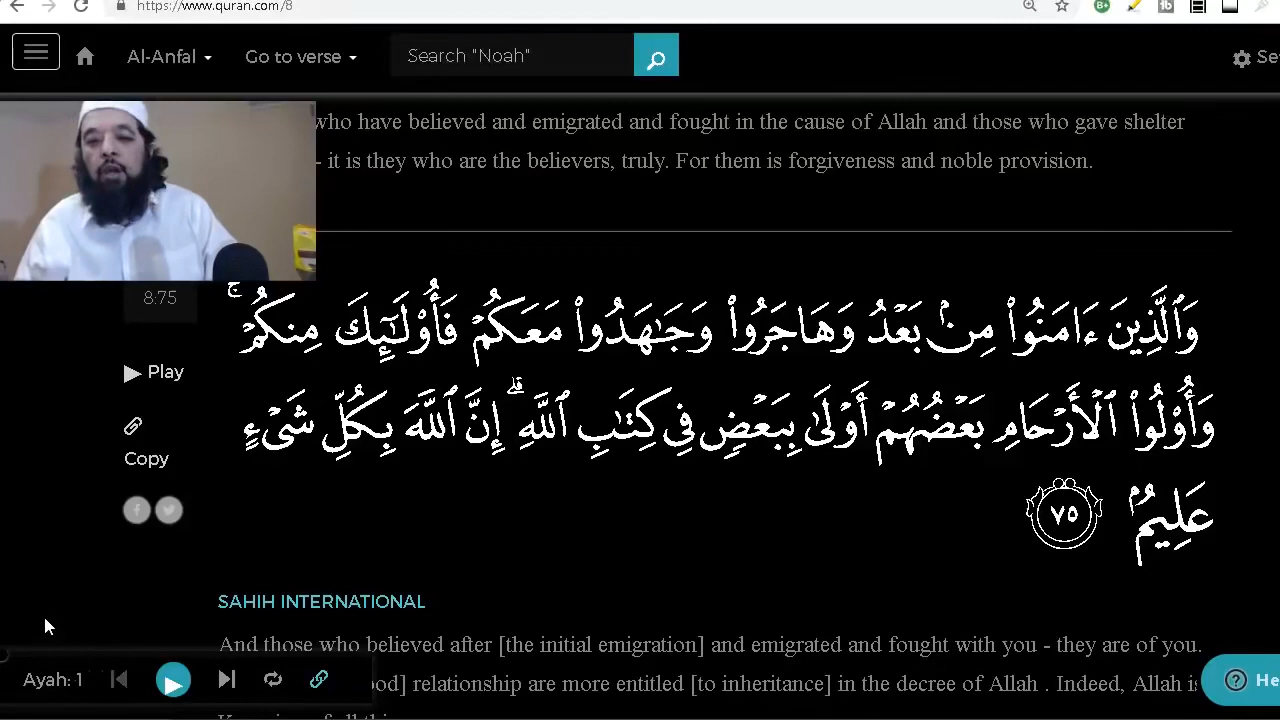 https://www.quran.com/8
Al-Anfal
Go to verse
Search "Noah"
who have believed and emigrated and fought in the cause of Allah and those who gave shelter
- it is they who are the believers, truly. For them is forgiveness and noble provision.
8:75
وَٱلَّذِينَ ءَامَنُوا۟ مِنۢ بَعْدُ وَهَاجَرُوا۟ وَجَـٰهَدُوا۟ مَعَكُمْ فَأُو۟لَـٰٓئِكَ مِنكُمْ ۚ
وَأُو۟لُوا۟ ٱلْأَرْحَامِ بَعْضُهُمْ أَوْلَىٰ بِبَعْضٍ فِى كِتَـٰبِ ٱللَّهِ ۗ إِنَّ ٱللَّهَ بِكُلِّ شَىْءٍ
عَلِيمٌۢ ٧٥
Play
Copy
SAHIH INTERNATIONAL
And those who believed after [the initial emigration] and emigrated and fought with you - they are of you.
relationship are more entitled [to inheritance] in the decree of Allah . Indeed, Allah is
Ayah: 1